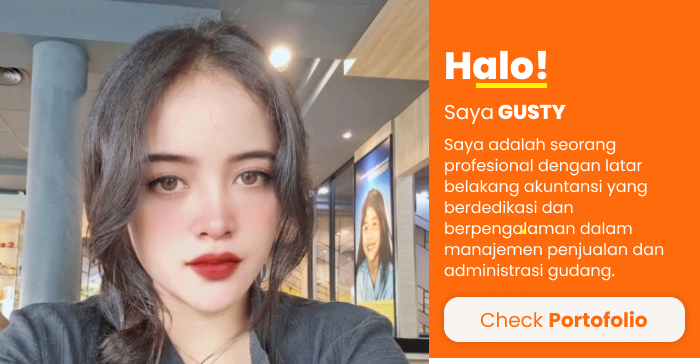 Halo!
Saya GUSTY
Saya adalah seorang
profesional dengan latar
belakang akuntansi yang
berdedikasi dan
berpengalaman dalam
manajemen penjualan dan
administrasi gudang.
Check Portofolio